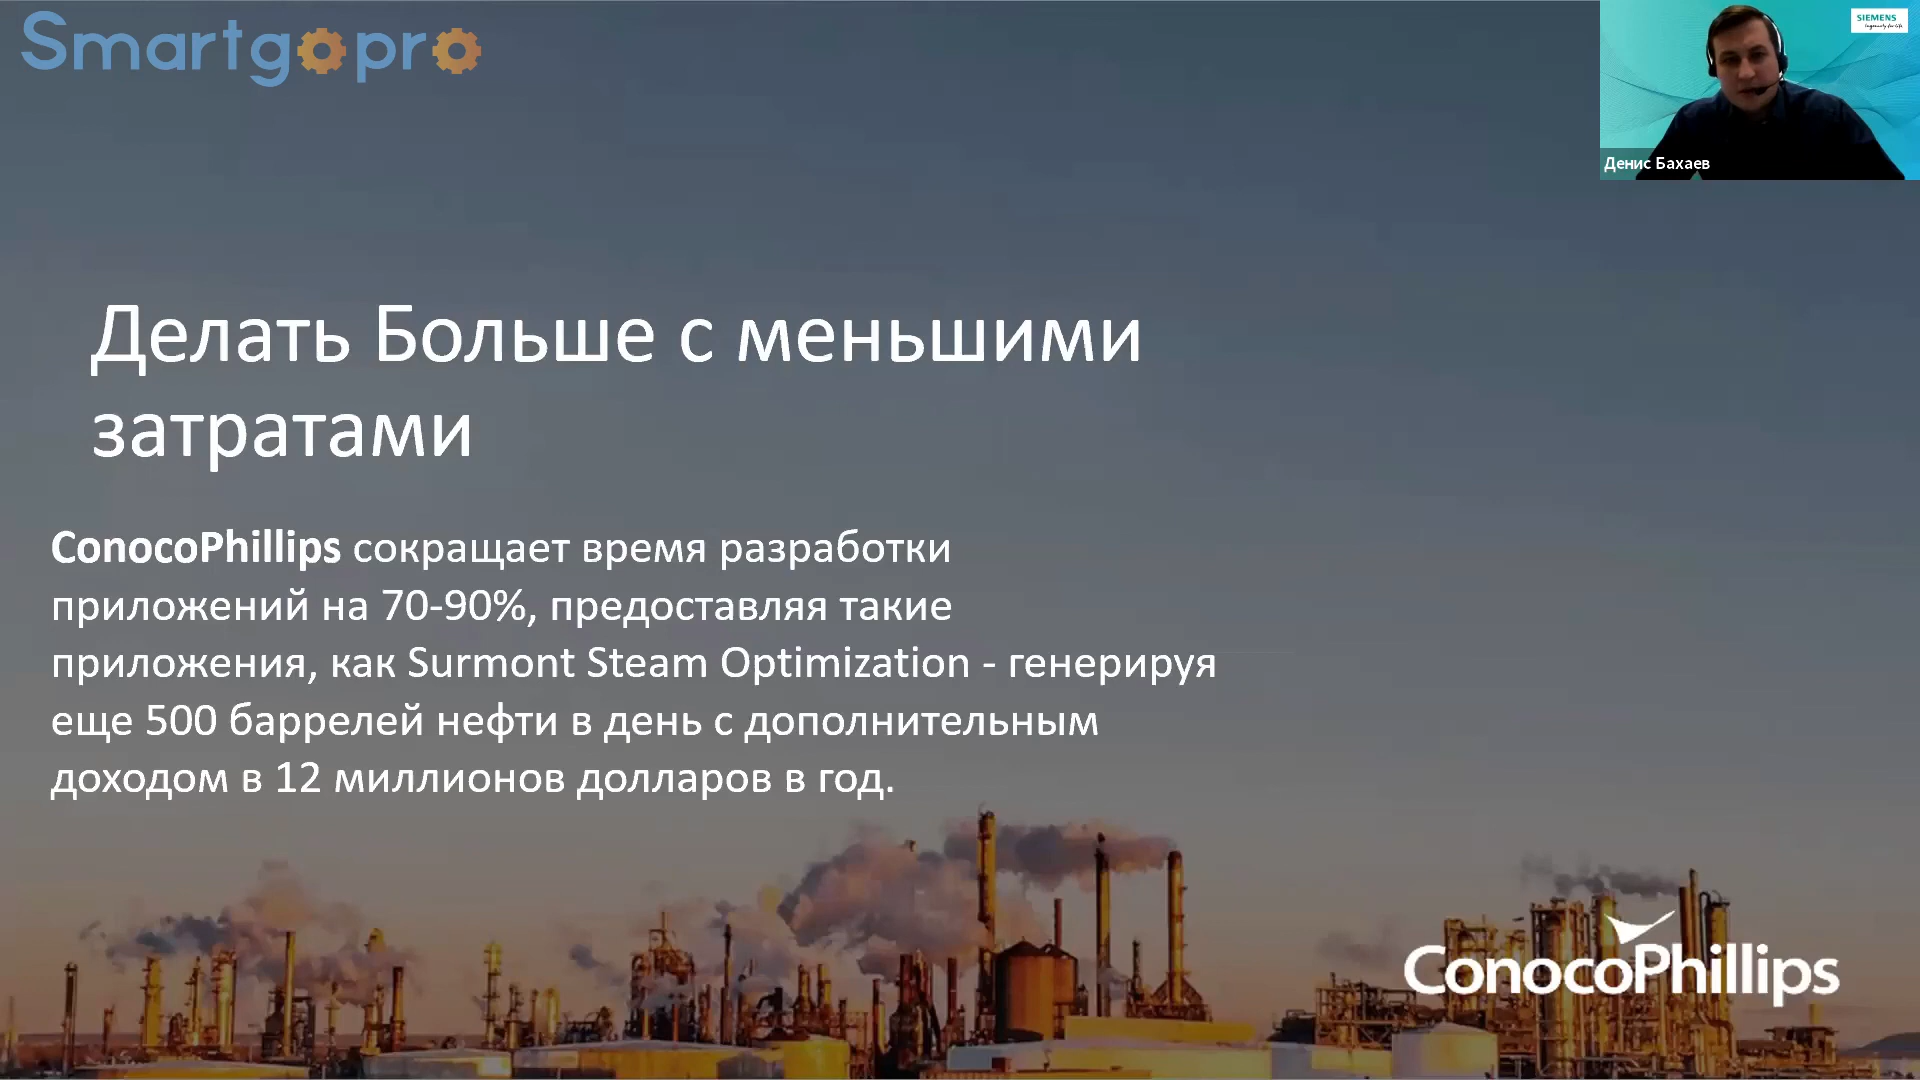 Smartgopro
SIEMENS
Денис Бахаев
Делать Больше с меньшими
затратами
ConocoPhillips сокращает время разработки
приложений на 70-90%, предоставляя такие
приложения, как Surmont Steam Optimization - генерируя
еще 500 баррелей нефти в день с дополнительным
доходом в 12 миллионов долларов в год.
ConocoPhillips